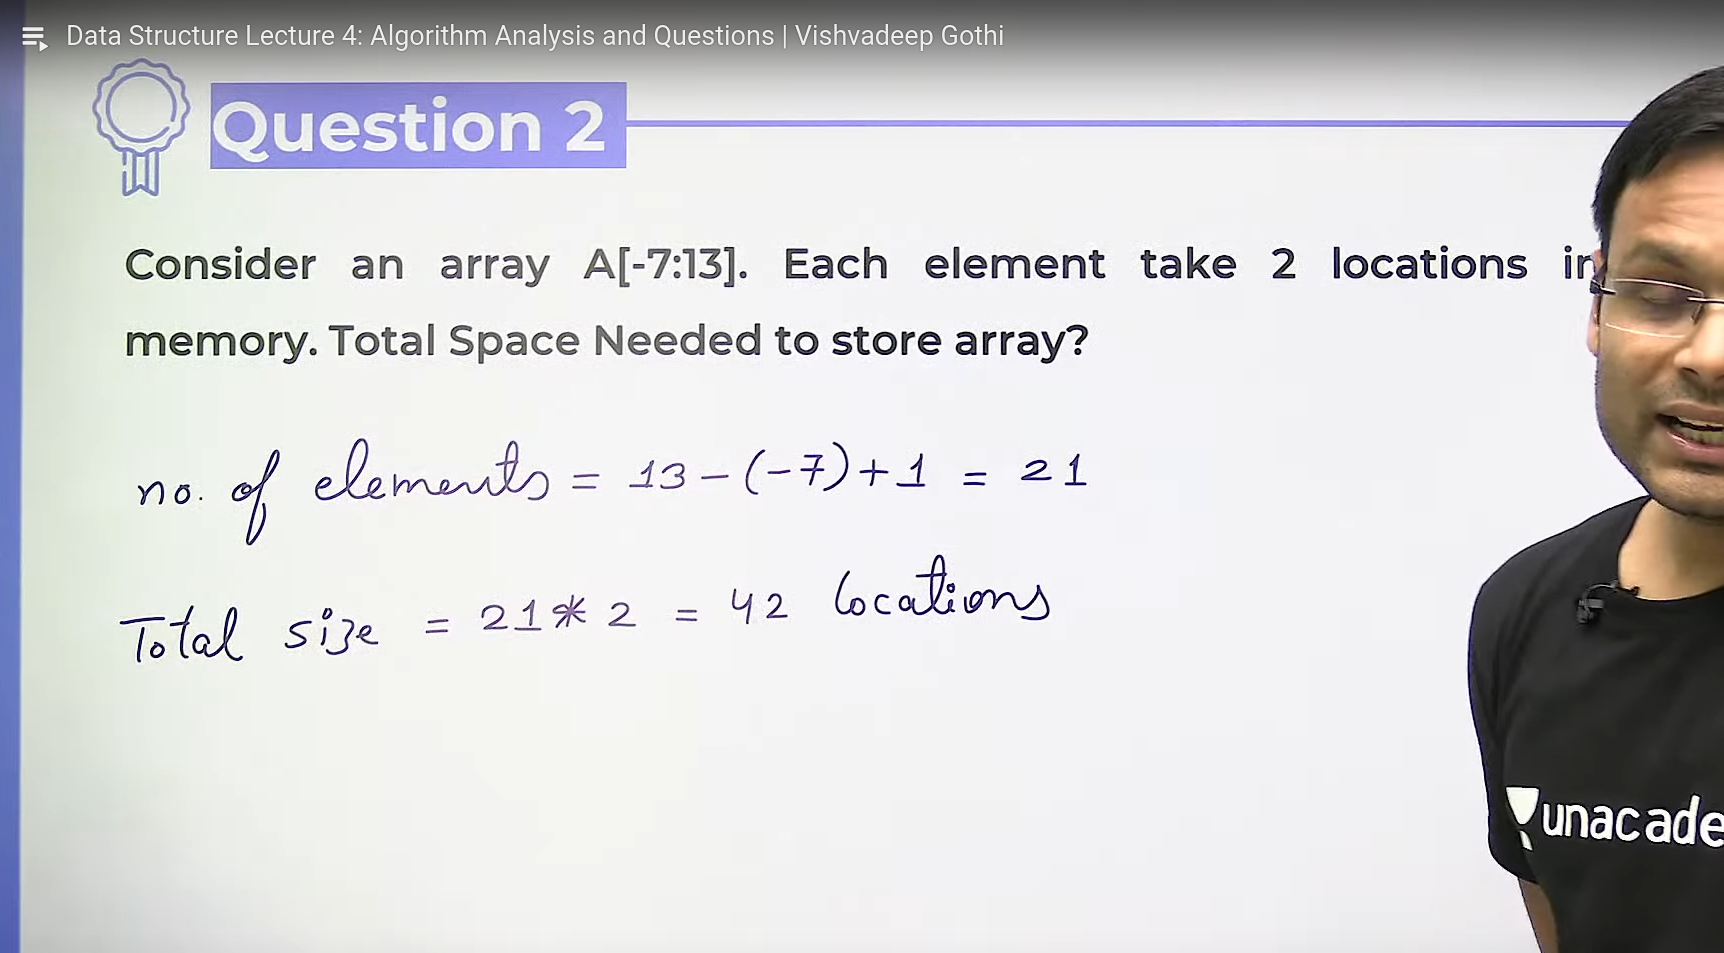 Data Structure Lecture 4: Algorithm Analysis and Questions | Vishvadeep Gothi
Question 2
Consider an array A[-7:13]. Each element take 2 locations in
memory. Total Space Needed to store array?
no. of elements = 13 - (-7) + 1 = 21
Total size = 21 * 2 = 42 locations
unacade